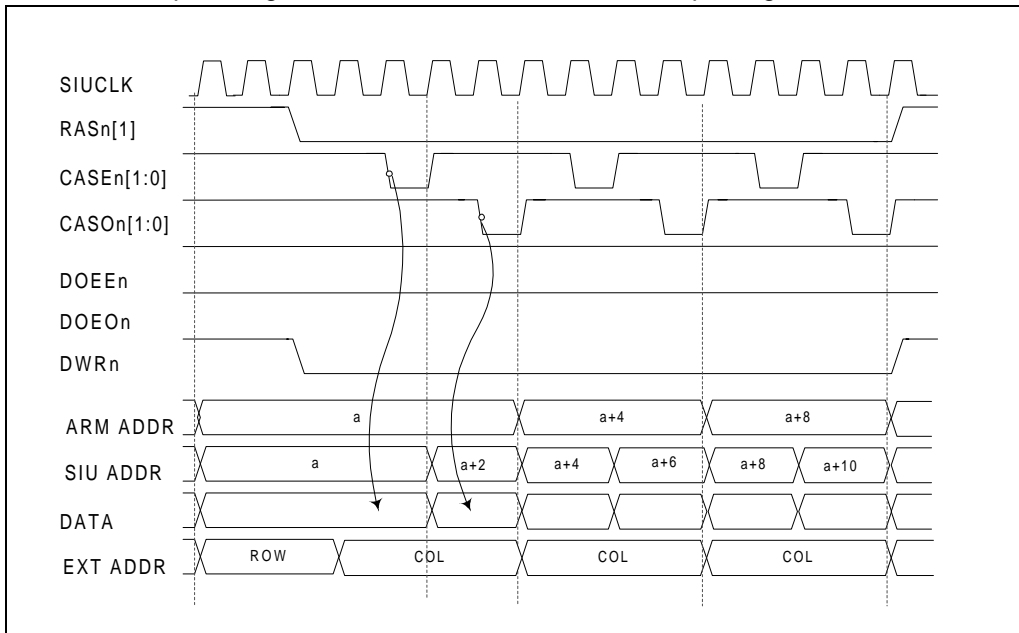 SIUCLK
RASn[1]
CASEn[1:0]
CASOn[1:0]
DOEEn
DOEOn
DWRn
ARM ADDR a a+4 a+8
SIU ADDR a a+2 a+4 a+6 a+8 a+10
DATA
EXT ADDR ROW COL COL COL